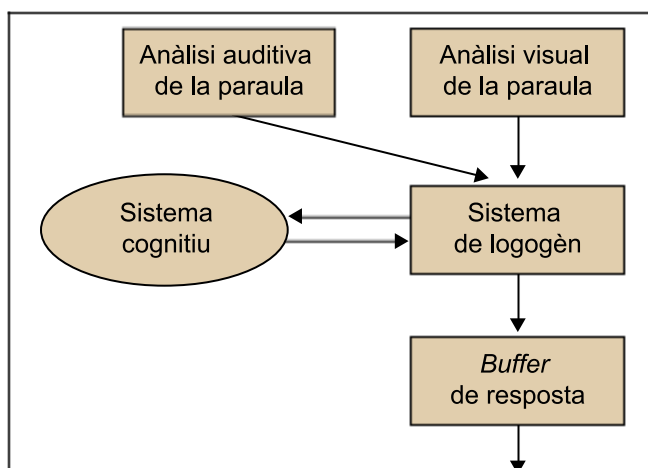 Anàlisi auditiva
de la paraula
Anàlisi visual
de la paraula
Sistema
cognitiu
Sistema
de logogèn
Buffer
de resposta